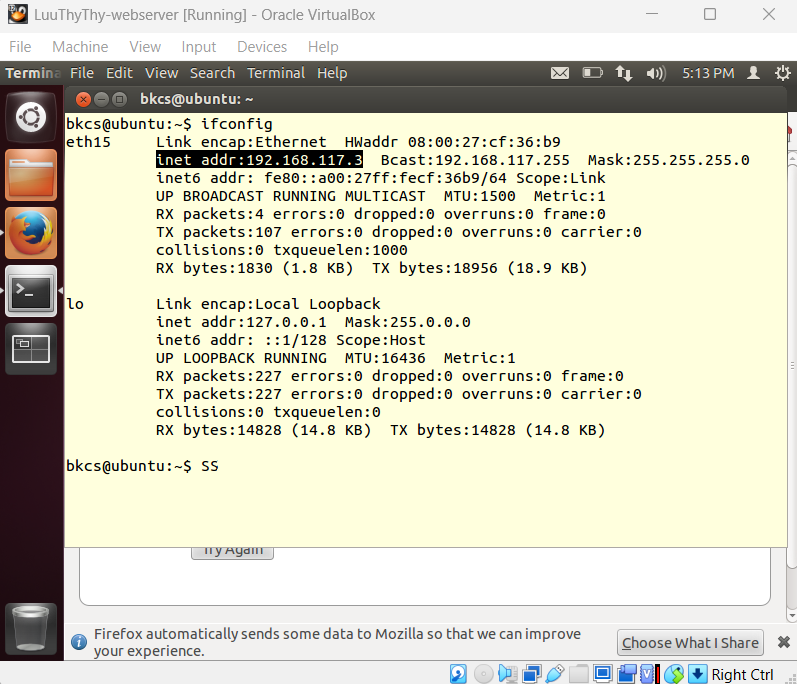 LuuThyThy-webserver [Running] - Oracle VirtualBox
File Machine View Input Devices Help
Termina File Edit View Search Terminal Help 5:13 PM
bkcs@ubuntu: ~
bkcs@ubuntu:~$ ifconfig
eth15 Link encap:Ethernet HWaddr 08:00:27:cf:36:b9
inet addr:192.168.117.3 Bcast:192.168.117.255 Mask:255.255.255.0
inet6 addr: fe80::a00:27ff:fecf:36b9/64 Scope:Link
UP BROADCAST RUNNING MULTICAST MTU:1500 Metric:1
RX packets:4 errors:0 dropped:0 overruns:0 frame:0
TX packets:107 errors:0 dropped:0 overruns:0 carrier:0
collisions:0 txqueuelen:1000
RX bytes:1830 (1.8 KB) TX bytes:18956 (18.9 KB)
lo Link encap:Local Loopback
inet addr:127.0.0.1 Mask:255.0.0.0
inet6 addr: ::1/128 Scope:Host
UP LOOPBACK RUNNING MTU:16436 Metric:1
RX packets:227 errors:0 dropped:0 overruns:0 frame:0
TX packets:227 errors:0 dropped:0 overruns:0 carrier:0
collisions:0 txqueuelen:0
RX bytes:14828 (14.8 KB) TX bytes:14828 (14.8 KB)
bkcs@ubuntu:~$ SS
Try Again
Firefox automatically sends some data to Mozilla so that we can improve
your experience.
Choose What I Share
Right Ctrl